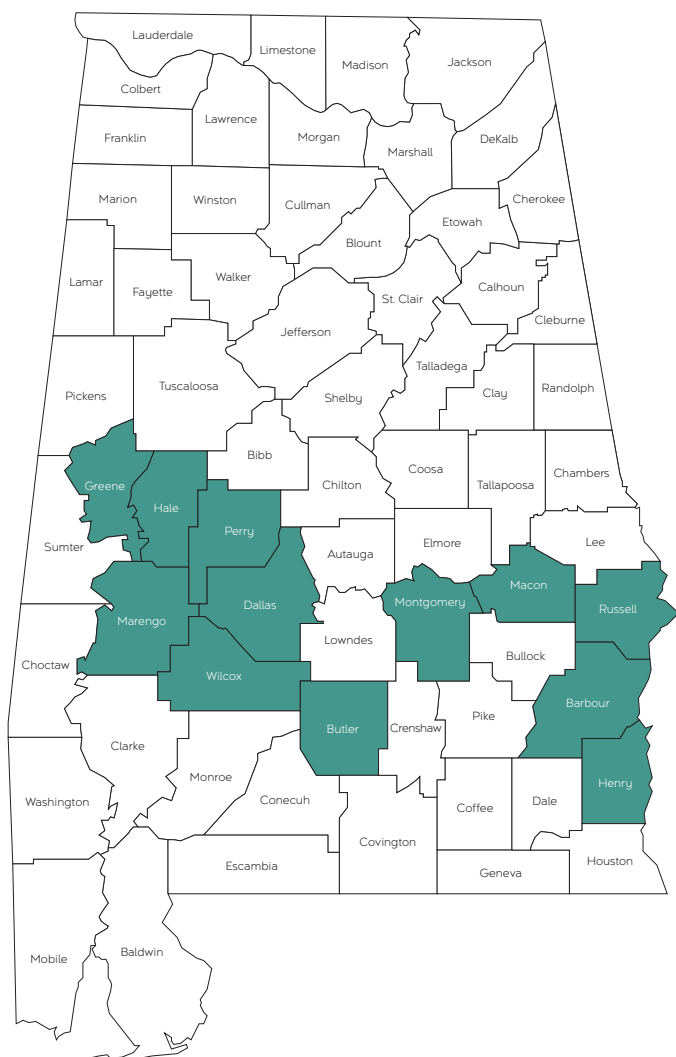 Lauderdale
Limestone
Madison
Jackson
Colbert
Lawrence
Franklin
Morgan
Marshall
DeKalb
Marion
Winston
Cullman
Cherokee
Etowah
Blount
Lamar
Fayette
Walker
St. Clair
Calhoun
Cleburne
Jefferson
Talladega
Pickens
Tuscaloosa
Shelby
Clay
Randolph
Bibb
Coosa
Tallapoosa
Chambers
Greene
Hale
Chilton
Perry
Sumter
Autauga
Elmore
Lee
Macon
Marengo
Dallas
Montgomery
Russell
Lowndes
Bullock
Choctaw
Wilcox
Barbour
Butler
Crenshaw
Pike
Clarke
Monroe
Henry
Washington
Conecuh
Coffee
Dale
Covington
Escambia
Geneva
Houston
Mobile
Baldwin